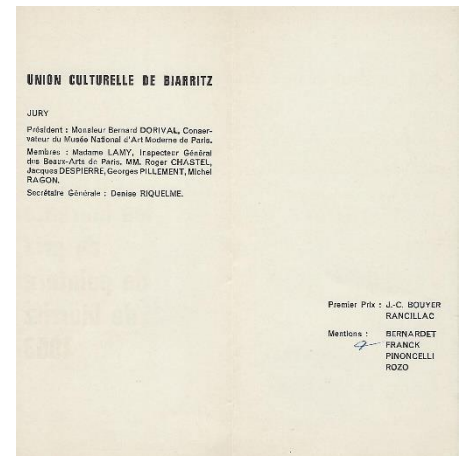 UNION CULTURELLE DE BIARRITZ
JURY
Président : Monsieur Bernard DORIVAL, Conser-
vateur du Musée National d'Art Moderne de Paris.
Membres : Madame LAMY, Inspecteur Général
des Beaux-Arts de Paris, MM. Roger CHASTEL,
Jacques DESPIERRE, Georges PILLEMENT, Michel
RAGON.
Secrétaire Générale : Denise RIQUELME.
Premier Prix : J.-C. BOUYER
RANCILLAC
Mentions : BERNARDET
FRANCK
PINONCELLI
ROZO